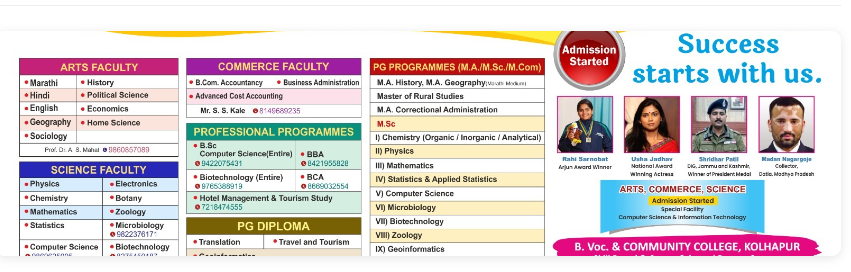 ARTS FACULTY
• Marathi • History
• Hindi • Political Science
• English • Economics
• Geography • Home Science
• Sociology
Prof. Dr. A. S. Mahat 9860857089
SCIENCE FACULTY
• Physics • Electronics
• Chemistry • Botany
• Mathematics • Zoology
• Statistics • Microbiology
9822376171
• Computer Science • Biotechnology
COMMERCE FACULTY
• B.Com. Accountancy • Business Administration
• Advanced Cost Accounting
Mr. S. S. Kale 8149689235
PROFESSIONAL PROGRAMMES
• B.Sc
Computer Science(Entire) • BBA
9422075431 8421955828
• Biotechnology (Entire) • BCA
9765388919 8669032554
• Hotel Management & Tourism Study
7218474555
PG DIPLOMA
• Translation • Travel and Tourism
PG PROGRAMMES (M.A./M.Sc./M.Com)
M.A. History, M.A. Geography(Marathi Medium)
Master of Rural Studies
M.A. Correctional Administration
M.Sc
I) Chemistry (Organic / Inorganic / Analytical)
II) Physics
III) Mathematics
IV) Statistics & Applied Statistics
V) Computer Science
VI) Microbiology
VII) Biotechnology
VIII) Zoology
IX) Geoinformatics
Admission
Started
Success
starts with us.
Rahi Sarnobat
Arjun Award Winner
Usha Jadhav
National Award
Winning Actress
Shridhar Patil
DIG, Jammu and Kashmir,
Winner of President Medal
Madan Nagargoje
Collector,
Datia, Madhya Pradesh
ARTS, COMMERCE, SCIENCE
Admission Started
Special Facility
Computer Science & Information Technology
B. Voc. & COMMUNITY COLLEGE, KOLHAPUR